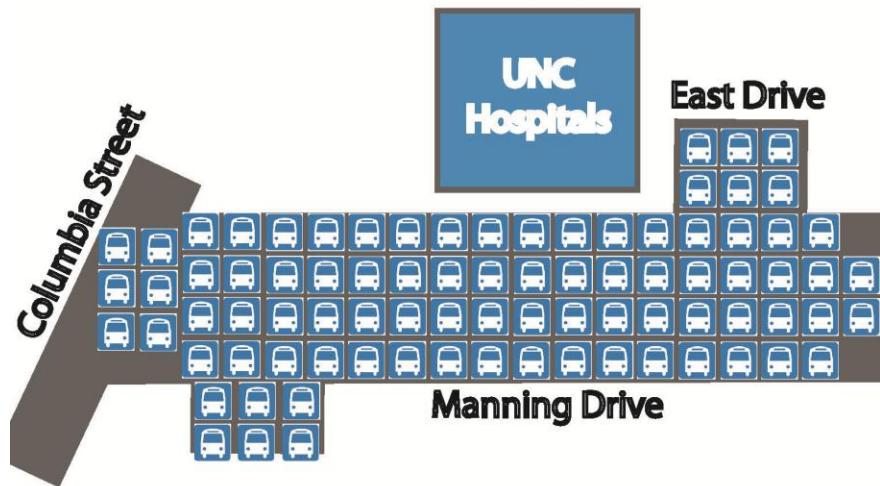 UNC
Hospitals
East Drive
Columbia Street
Manning Drive